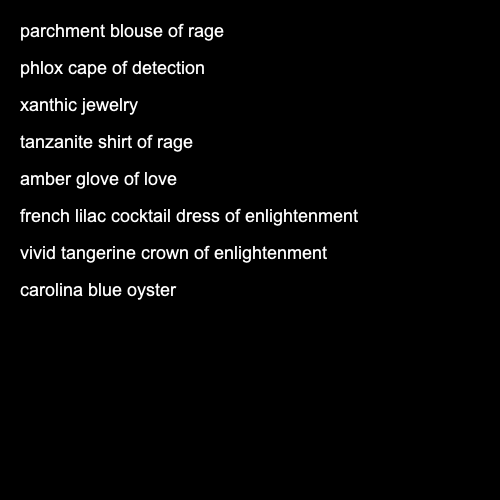 parchment blouse of rage
phlox cape of detection
xanthic jewelry
tanzanite shirt of rage
amber glove of love
french lilac cocktail dress of enlightenment
vivid tangerine crown of enlightenment
carolina blue oyster